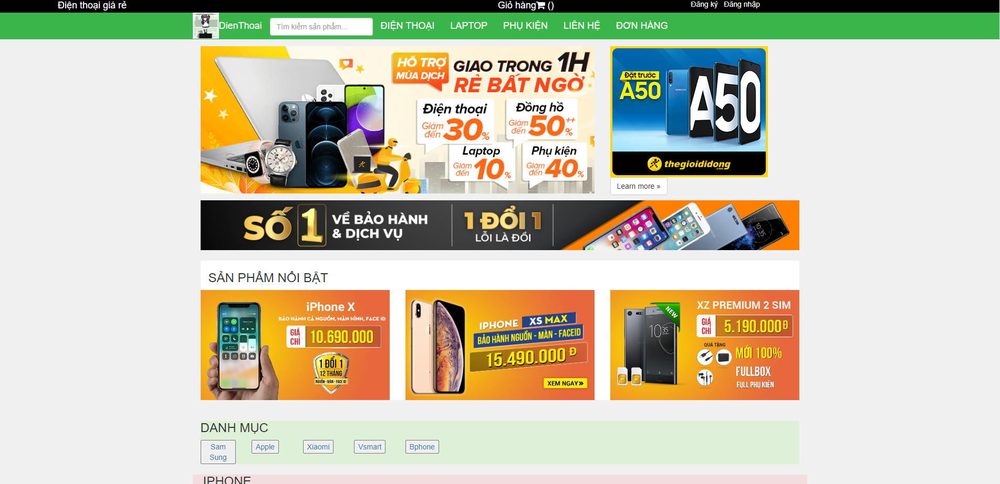 Điện thoại giá rẻ
Giỏ hàng ()
Đăng ký Đăng nhập
DienThoai
Tìm kiếm sản phẩm...
ĐIỆN THOẠI
LAPTOP
PHỤ KIỆN
LIÊN HỆ
ĐƠN HÀNG
HỖ TRỢ
MÙA DỊCH
GIAO TRONG 1H
RẺ BẤT NGỜ
Điện thoại
Giảm đến 30%
Đồng hồ
Giảm đến 50++%
Laptop
Giảm đến 10%
Phụ kiện
Giảm đến 40%
Đặt trước
A50
SAMSUNG
A50
thegioididong
.com
Learn more »
SỐ 1
VỀ BẢO HÀNH
& DỊCH VỤ
1 ĐỔI 1
LỖI LÀ ĐỔI
10:35
SẢN PHẨM NỔI BẬT
iPhone X
BẢO HÀNH CẢ NGUỒN, MÀN HÌNH, FACE ID
GIÁ CHỈ 10.690.000
1 ĐỔI 1
12 THÁNG
NGUỒN - MÀN - FACE ID
IPHONE XS MAX
BẢO HÀNH NGUỒN - MÀN - FACEID
15.490.000 Đ
XEM NGAY»
XZ PREMIUM 2 SIM
NEW
GIÁ CHỈ 5.190.000 Đ
10:35
QUÀ TẶNG
MỚI 100%
FULLBOX
FULL PHỤ KIỆN
DANH MỤC
Sam Sung
Apple
Xiaomi
Vsmart
Bphone
IPHONE